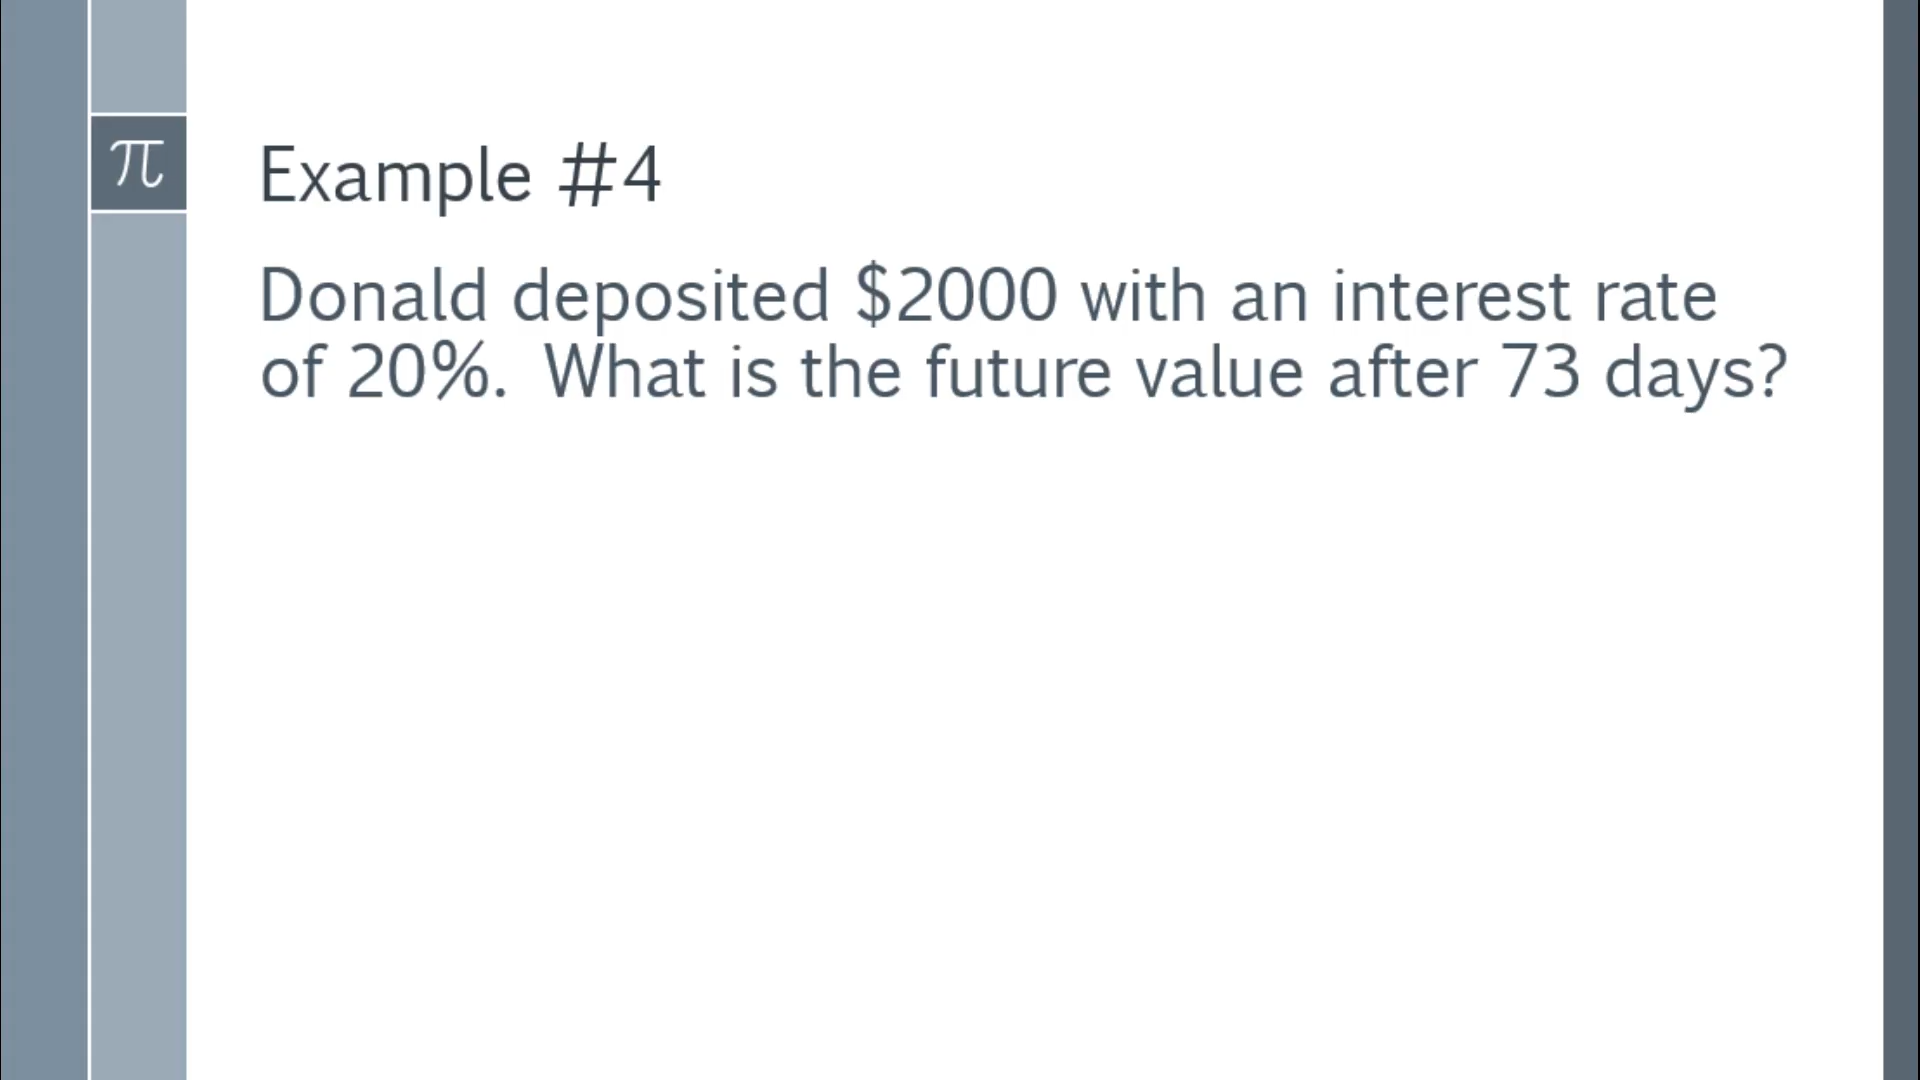 π
Example #4
Donald deposited $2000 with an interest rate
of 20%.  What is the future value after 73 days?